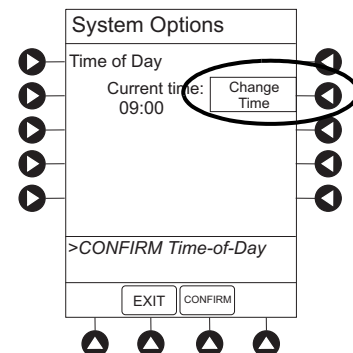 System Options
Time of Day
Current time:
09:00
Change
Time
>CONFIRM Time-of-Day
EXIT
CONFIRM